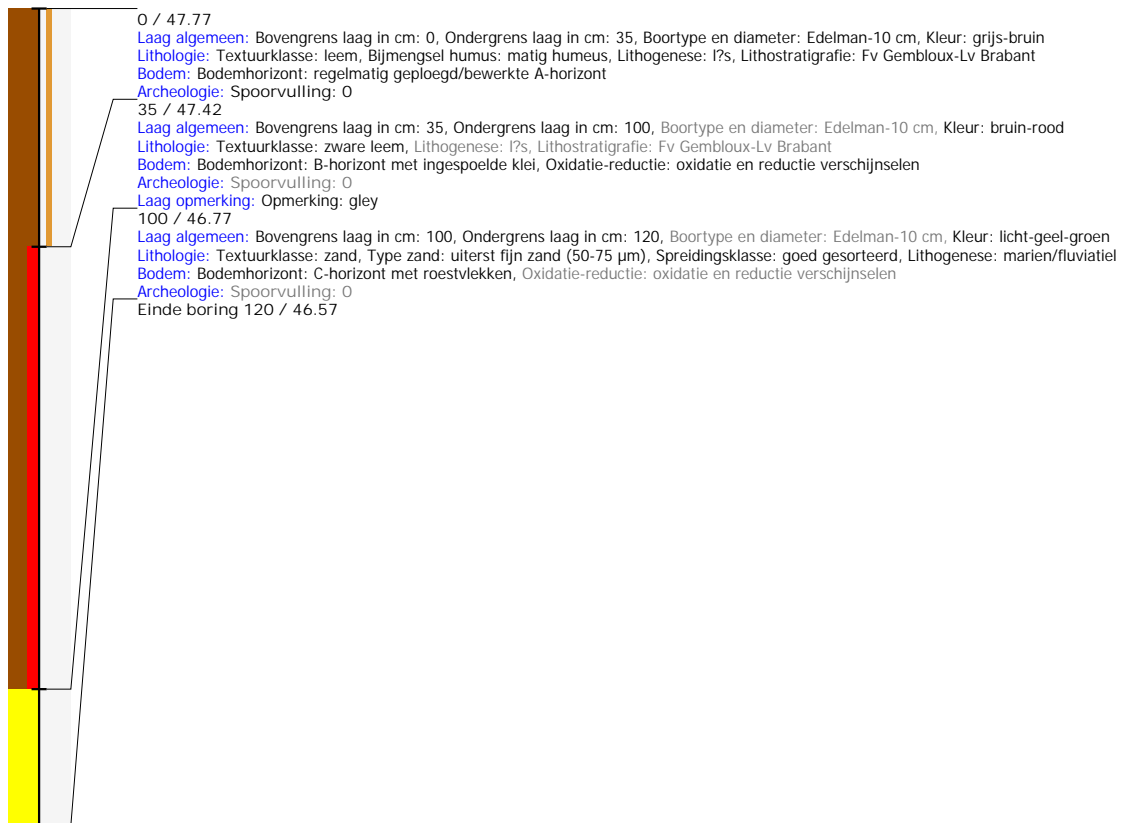 0 / 47.77
Laag algemeen: Bovengrens laag in cm: 0, Ondergrens laag in cm: 35, Boortype en diameter: Edelman-10 cm, Kleur: grijs-bruin
Lithologie: Textuurklasse: leem, Bijmengsel humus: matig humeus, Lithogenese: l?s, Lithostratigrafie: Fv Gembloux-Lv Brabant
Bodem: Bodemhorizont: regelmatig geploegd/bewerkte A-horizont
Archeologie: Spoorvulling: 0
35 / 47.42
Laag algemeen: Bovengrens laag in cm: 35, Ondergrens laag in cm: 100, Boortype en diameter: Edelman-10 cm, Kleur: bruin-rood
Lithologie: Textuurklasse: zware leem, Lithogenese: l?s, Lithostratigrafie: Fv Gembloux-Lv Brabant
Bodem: Bodemhorizont: B-horizont met ingespoelde klei, Oxidatie-reductie: oxidatie en reductie verschijnselen
Archeologie: Spoorvulling: 0
Laag opmerking: Opmerking: gley
100 / 46.77
Laag algemeen: Bovengrens laag in cm: 100, Ondergrens laag in cm: 120, Boortype en diameter: Edelman-10 cm, Kleur: licht-geel-groen
Lithologie: Textuurklasse: zand, Type zand: uiterst fijn zand (50-75 µm), Spreidingsklasse: goed gesorteerd, Lithogenese: marien/fluviatiel
Bodem: Bodemhorizont: C-horizont met roestvlekken, Oxidatie-reductie: oxidatie en reductie verschijnselen
Archeologie: Spoorvulling: 0
Einde boring 120 / 46.57